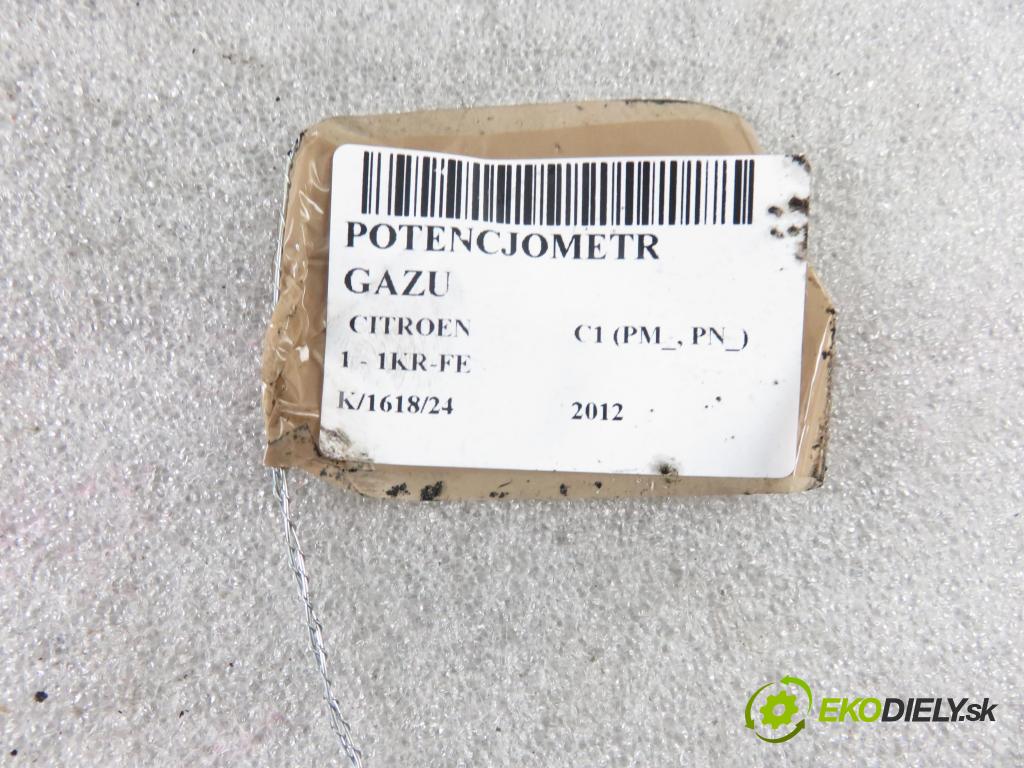 POTENCJOMETR
GAZU
CITROEN C1 (PM_, PN_)
1 - 1KR-FE
K/1618/24 2012
EKODIELY.sk